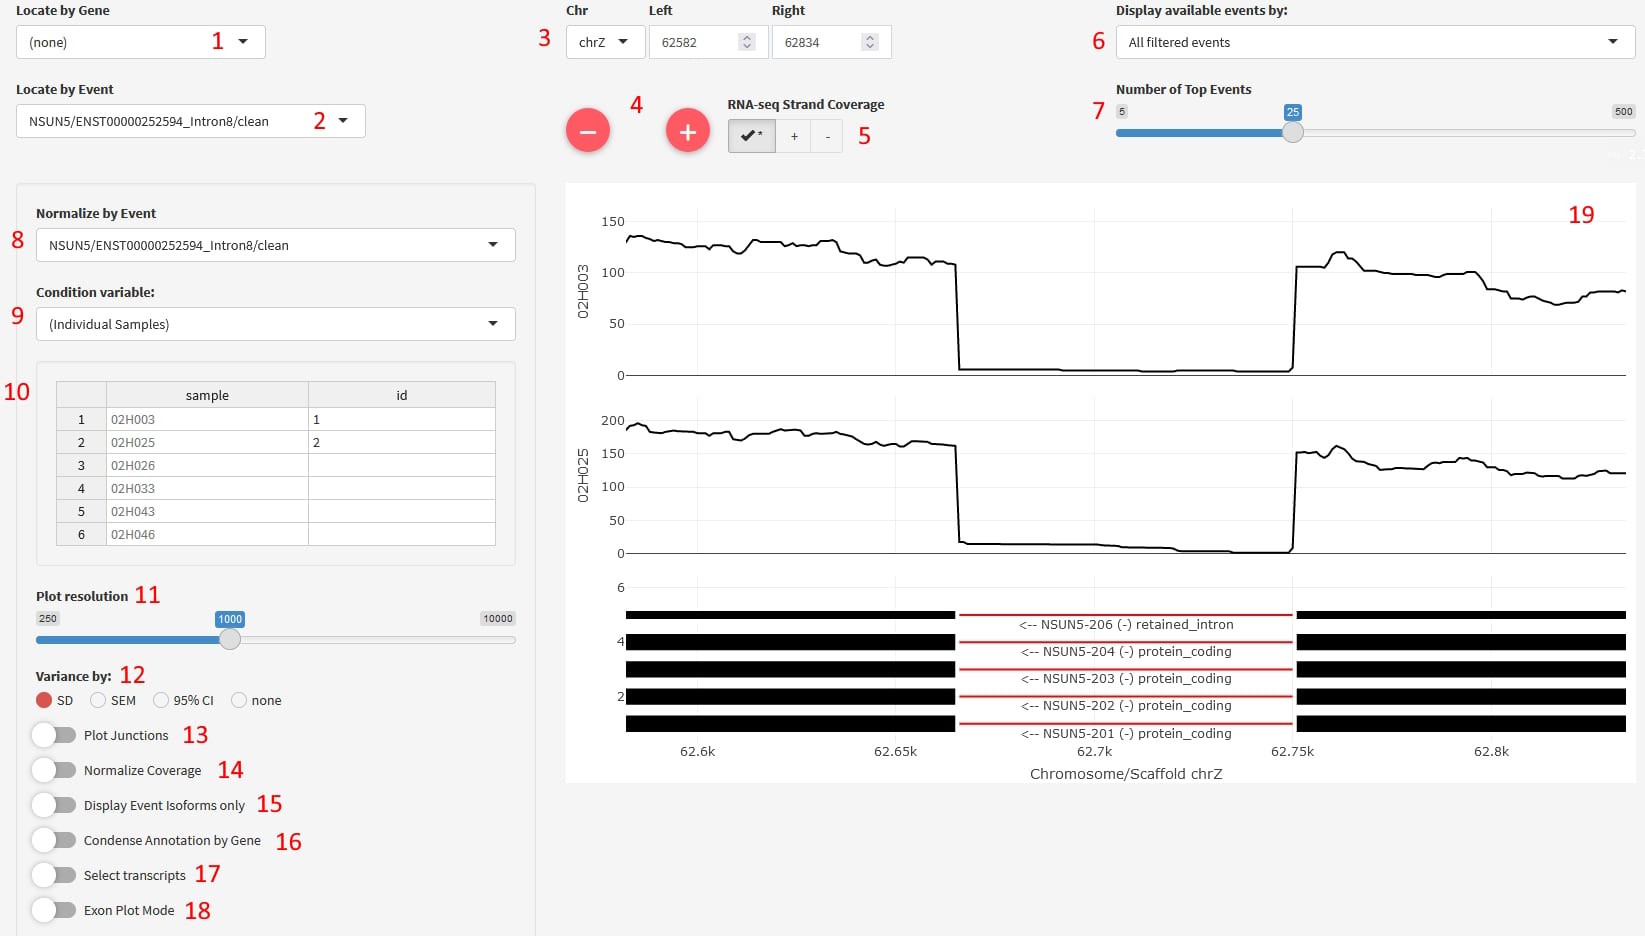 Locate by Gene
(none)
1
Locate by Event
NSUN5/ENST00000252594_Intron8/clean
2
3
Chr
Left
Right
chrZ
62582
62834
4
−
+
RNA-seq Strand Coverage
✔ * + -
5
Display available events by:
6
All filtered events
Number of Top Events
7
5
25
500
Normalize by Event
8
NSUN5/ENST00000252594_Intron8/clean
Condition variable:
9
(Individual Samples)
10
sample id
1 02H003 1
2 02H025 2
3 02H026
4 02H033
5 02H043
6 02H046
Plot resolution 11
250 1000 10000
Variance by: 12
SD SEM 95% CI none
Plot Junctions 13
Normalize Coverage 14
Display Event Isoforms only 15
Condense Annotation by Gene 16
Select transcripts 17
Exon Plot Mode 18
19
150
100
50
0
02H003
200
150
100
50
0
02H025
6
4
2
<-- NSUN5-206 (-) retained_intron
<-- NSUN5-204 (-) protein_coding
<-- NSUN5-203 (-) protein_coding
<-- NSUN5-202 (-) protein_coding
<-- NSUN5-201 (-) protein_coding
62.6k 62.65k 62.7k 62.75k 62.8k
Chromosome/Scaffold chrZ